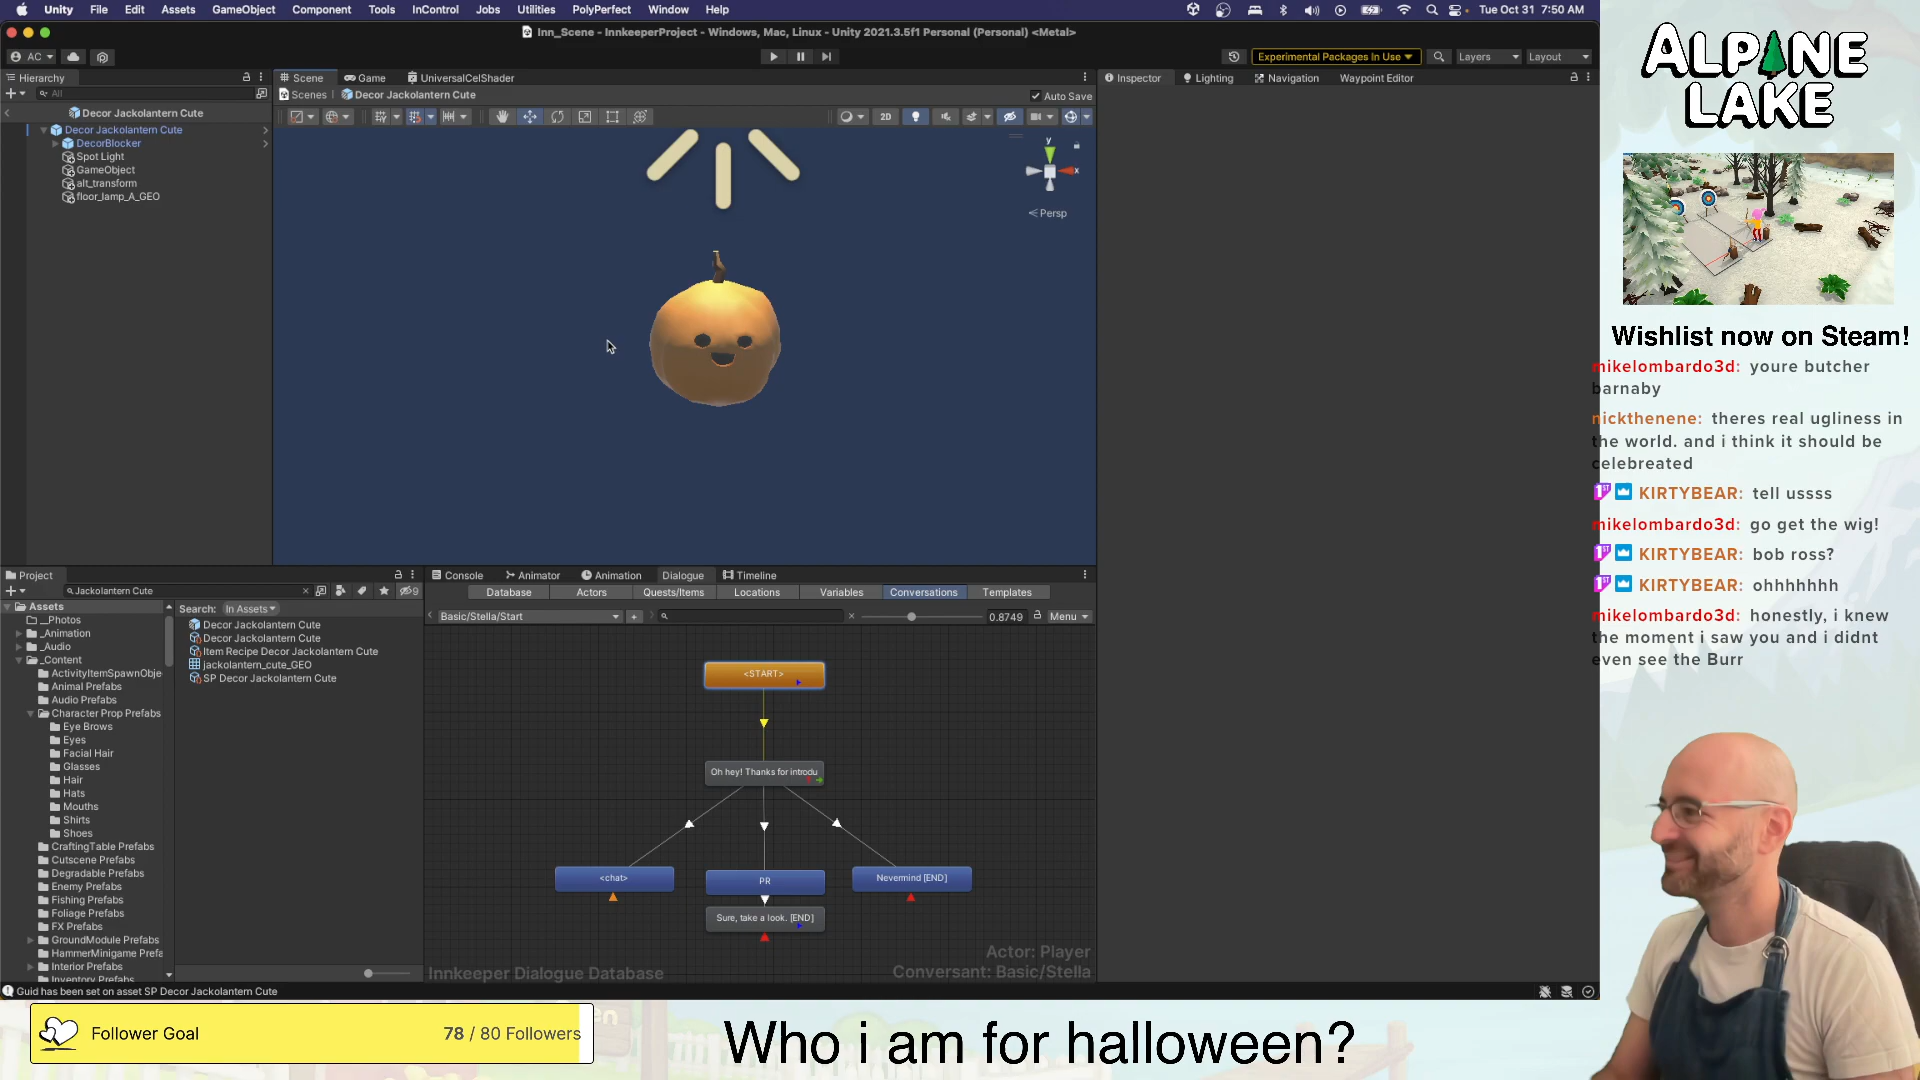 Unity File Edit Assets GameObject Component Tools InControl Jobs Utilities PolyPerfect Window Help
Tue Oct 31 7:50 AM
Inn_Scene - InnkeeperProject - Windows, Mac, Linux - Unity 2021.3.5f1 Personal (Personal) <Metal>
AC
Experimental Packages In Use
Layers
Layout
Hierarchy
All
Decor Jackolantern Cute
Decor Jackolantern Cute
DecorBlocker
Spot Light
GameObject
alt_transform
floor_lamp_A_GEO
Scene
Game
UniversalCelShader
Scenes
Decor Jackolantern Cute
Auto Save
2D
y
x
Persp
Inspector
Lighting
Navigation
Waypoint Editor
Project
Jackolantern Cute
9
Assets
__Photos
_Animation
_Audio
_Content
ActivityItemSpawnObje
Animal Prefabs
Audio Prefabs
Character Prop Prefabs
Eye Brows
Eyes
Facial Hair
Glasses
Hair
Hats
Mouths
Shirts
Shoes
CraftingTable Prefabs
Cutscene Prefabs
Degradable Prefabs
Enemy Prefabs
Fishing Prefabs
Foliage Prefabs
FX Prefabs
GroundModule Prefabs
HammerMinigame Prefa
Interior Prefabs
Inventory Prefabs
Search: In Assets
Decor Jackolantern Cute
Decor Jackolantern Cute
Item Recipe Decor Jackolantern Cute
jackolantern_cute_GEO
SP Decor Jackolantern Cute
Console
Animator
Animation
Dialogue
Timeline
Database
Actors
Quests/Items
Locations
Variables
Conversations
Templates
Basic/Stella/Start
0.8749
Menu
<START>
Oh hey! Thanks for introdu
<chat>
PR
Nevermind [END]
Sure, take a look. [END]
Actor: Player
Innkeeper Dialogue Database
Conversant: Basic/Stella
Guid has been set on asset SP Decor Jackolantern Cute
ALPINE
LAKE
Wishlist now on Steam!
mikelombardo3d: youre butcher
barnaby
nickthenene: theres real ugliness in
the world. and i think it should be
celebreated
1ST KIRTYBEAR: tell ussss
mikelombardo3d: go get the wig!
1ST KIRTYBEAR: bob ross?
1ST KIRTYBEAR: ohhhhhhh
mikelombardo3d: honestly, i knew
the moment i saw you and i didnt
even see the Burr
Follower Goal
78 / 80 Followers
Who i am for halloween?